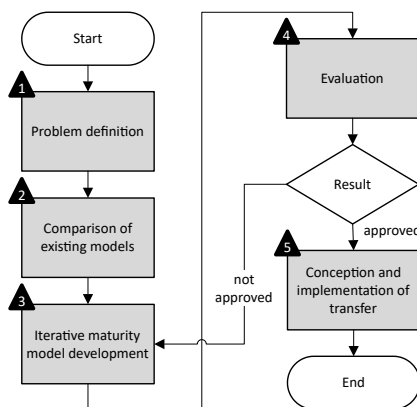 Start
1
Problem definition
2
Comparison of
existing models
3
Iterative maturity
model development
4
Evaluation
Result
approved
not
approved
5
Conception and
implementation of
transfer
End